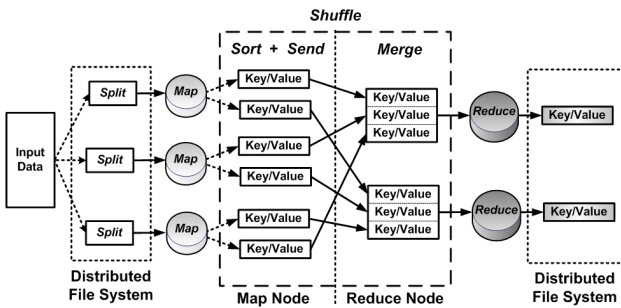 Shuffle
Sort + Send
Merge
Input
Data
Split
Split
Split
Map
Map
Map
Key/Value
Key/Value
Key/Value
Key/Value
Key/Value
Key/Value
Key/Value
Key/Value
Key/Value
Key/Value
Key/Value
Key/Value
Reduce
Reduce
Key/Value
Key/Value
Distributed
File System
Map Node
Reduce Node
Distributed
File System